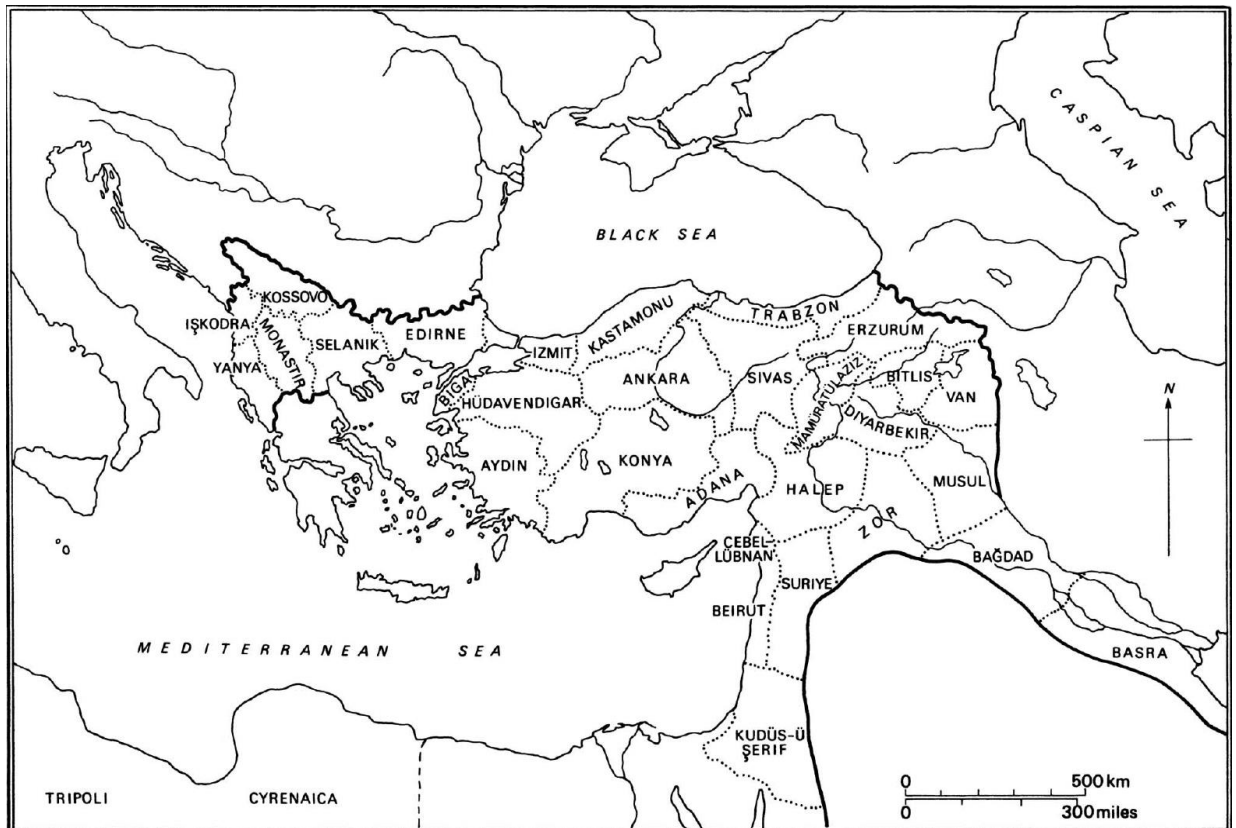 CASPIAN SEA
BLACK SEA
KOSSOVO
IŞKODRA
MONASTIR
SELANIK
EDIRNE
YANYA
IZMIT
KASTAMONU
TRABZON
ERZURUM
BIGA
HÜDAVENDIGAR
ANKARA
SIVAS
MAMURATÜLAZIZ
BITLIS
VAN
DIYARBEKIR
AYDIN
KONYA
ADANA
HALEP
MUSUL
ZOR
CEBEL-
LÜBNAN
SURIYE
BAĞDAD
BEIRUT
BASRA
MEDITERRANEAN SEA
KUDÜS-Ü
ŞERIF
TRIPOLI
CYRENAICA
N
0 500 km
0 300 miles